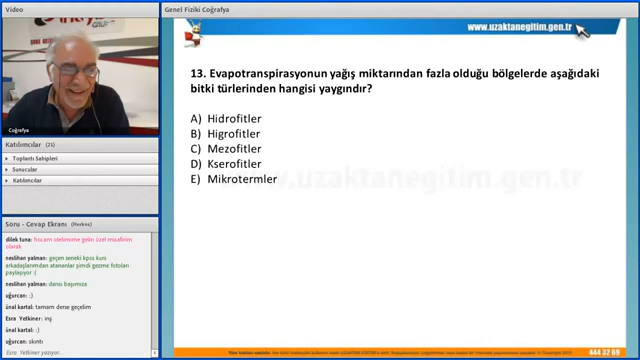 Video
Genel Fiziki Coğrafya
www.uzaktanegitim.gen.tr
13. Evapotranspirasyonun yağış miktarından fazla olduğu bölgelerde aşağıdaki
bitki türlerinden hangisi yaygındır?
A) Hidrofitler
B) Higrofitler
C) Mezofitler
D) Kserofitler
E) Mikrotermler
www.uzaktanegitim.gen.tr
Coğrafya
Katılımcılar (21)
Toplantı Sahipleri
Sunucular
Katılımcılar
Soru - Cevap Ekranı (Herkes)
dilek tuna: hocam otelimime gelin özel misafirim
olarak
neslihan yalman: geçen seneki kpss kurs
arkadaşlarımdan atananlar şimdi gezme fotoları
paylaşıyor :(
neslihan yalman: darısı başımıza
uğurcan: :)
ünal kartal: tamam derse geçelim
Esra Yetkiner: inş
ünal kartal: :)
uğurcan: sıkıntı
Esra Yetkiner yazıyor.
444 32 69